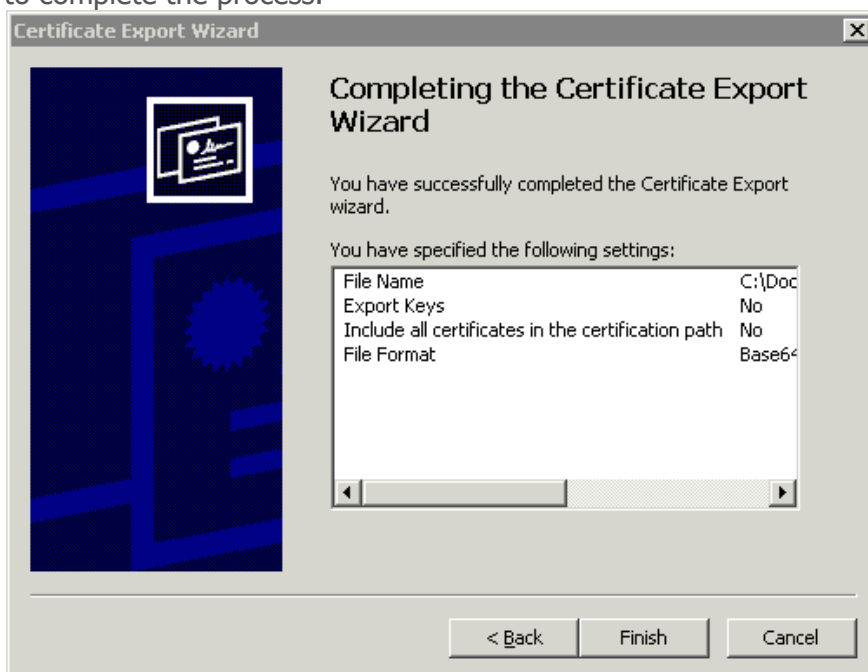 to complete the process.
Certificate Export Wizard
Completing the Certificate Export
Wizard
You have successfully completed the Certificate Export
wizard.
You have specified the following settings:
File Name C:\Doc
Export Keys No
Include all certificates in the certification path No
File Format Base64
< Back Finish Cancel